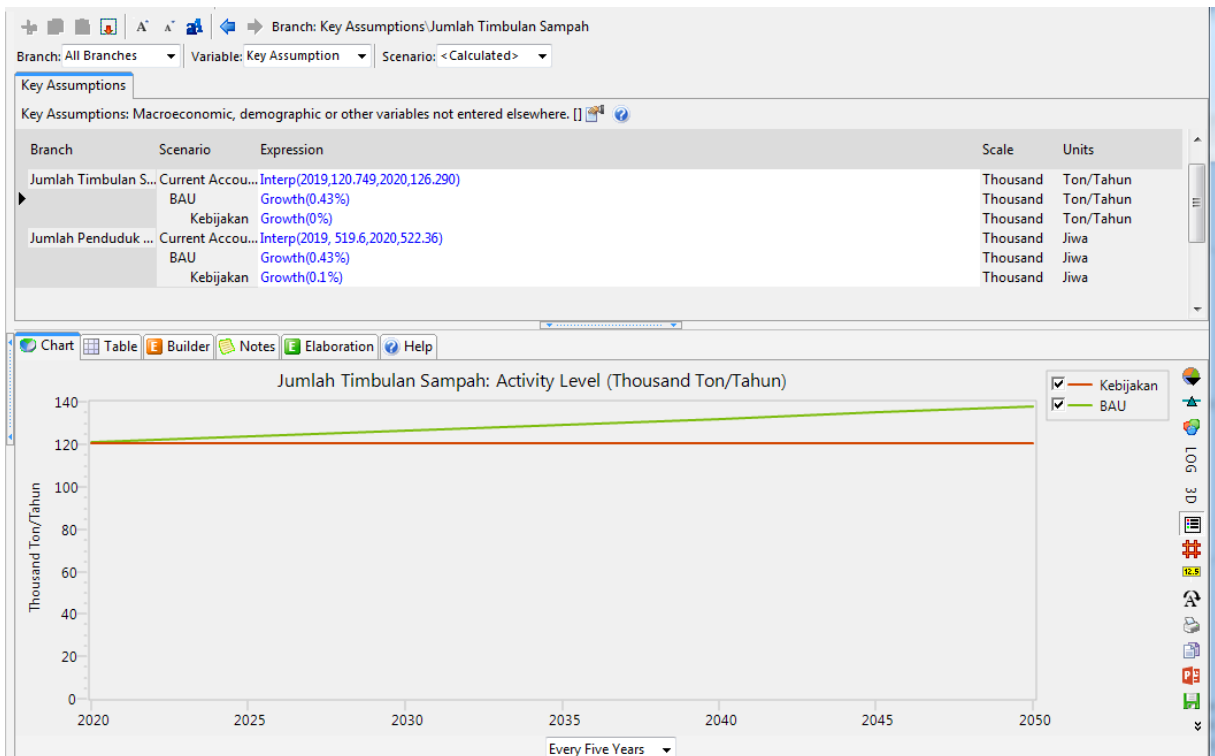 Branch: Key Assumptions\Jumlah Timbulan Sampah
Branch: All Branches Variable: Key Assumption Scenario: <Calculated>
Key Assumptions
Key Assumptions: Macroeconomic, demographic or other variables not entered elsewhere. []
Branch Scenario Expression Scale Units
Jumlah Timbulan S... Current Accou... Interp(2019,120.749,2020,126.290) Thousand Ton/Tahun
BAU Growth(0.43%) Thousand Ton/Tahun
Kebijakan Growth(0%) Thousand Ton/Tahun
Jumlah Penduduk ... Current Accou... Interp(2019, 519.6,2020,522.36) Thousand Jiwa
BAU Growth(0.43%) Thousand Jiwa
Kebijakan Growth(0.1%) Thousand Jiwa
Chart Table Builder Notes Elaboration Help
Jumlah Timbulan Sampah: Activity Level (Thousand Ton/Tahun)
Kebijakan
BAU
Thousand Ton/Tahun
140
120
100
80
60
40
20
0
2020 2025 2030 2035 2040 2045 2050
LOG
3D
12.5
Every Five Years